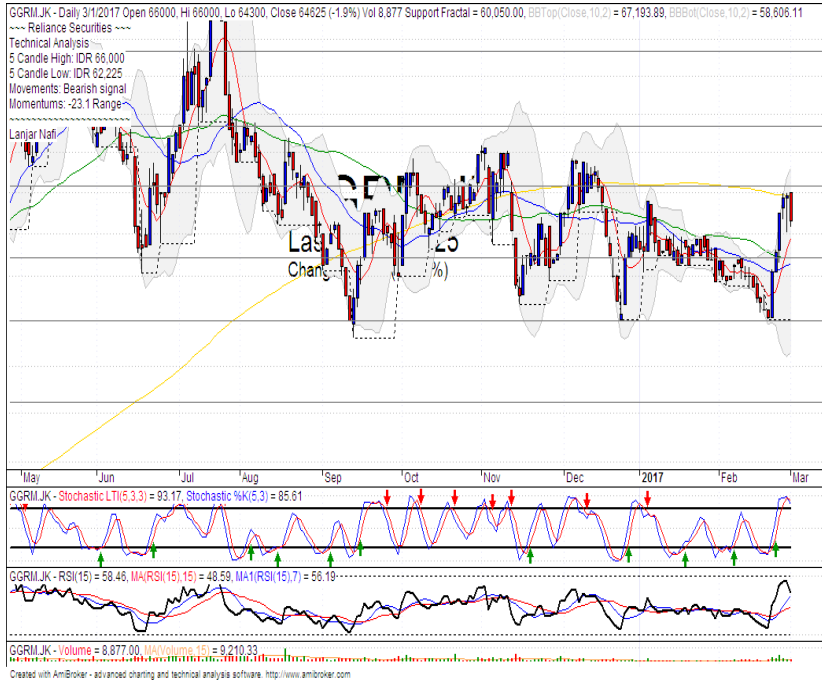 GGRM.JK - Daily 3/1/2017 Open 66000, Hi 66000, Lo 64300, Close 64625 (-1.9%) Vol 8,877 Support Fractal = 60,050.00, BBTop(Close,10,2) = 67,193.89, BBBot(Close,10,2) = 58,606.11
~~~ Reliance Securities ~~~
Technical Analysis
5 Candle High: IDR 66,000
5 Candle Low: IDR 62,225
Movements: Bearish signal
Momentums: -23.1 Range
~~~~~~~~~~~~~~~~~~~~
Lanjar Nafi
Las 25
Chang %)
May Jun Jul Aug Sep Oct Nov Dec 2017 Feb Mar
GGRM.JK - Stochastic LTI(5,3,3) = 93.17, Stochastic %K(5,3) = 85.61
GGRM.JK - RSI(15) = 58.46, MA(RSI(15),15) = 48.59, MA1(RSI(15),7) = 56.19
GGRM.JK - Volume = 8,877.00, MA(Volume,15) = 9,210.33
Created with AmiBroker - advanced charting and technical analysis software. http://www.amibroker.com